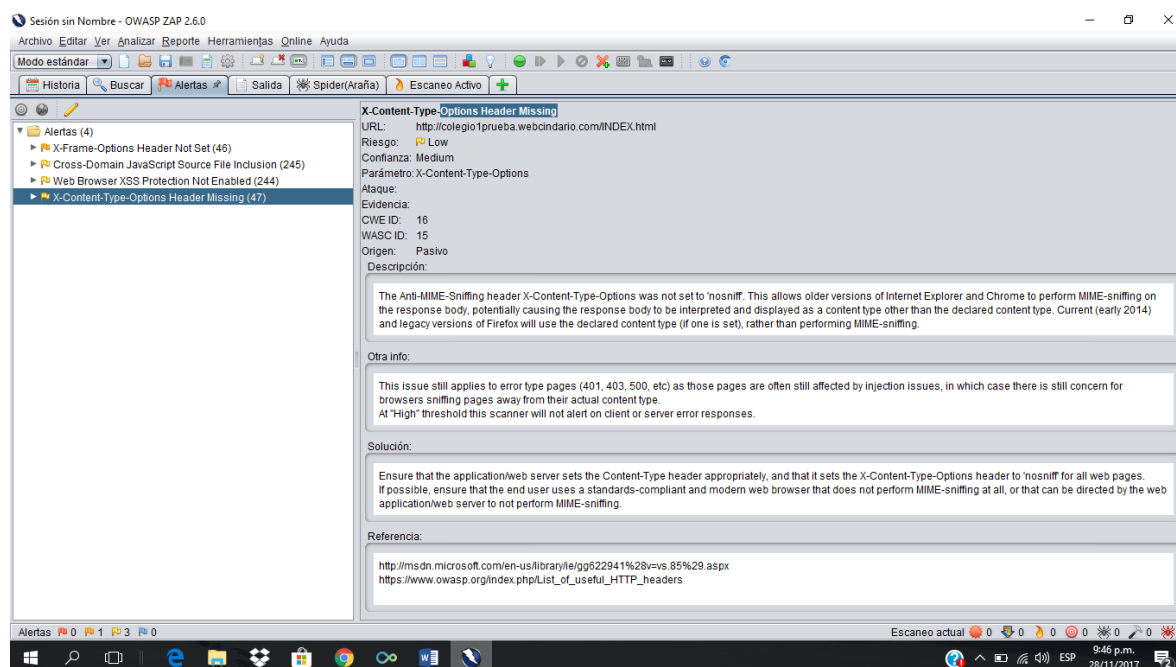 Sesión sin Nombre - OWASP ZAP 2.6.0
Archivo Editar Ver Analizar Reporte Herramientas Online Ayuda
Modo estándar
Historia Buscar Alertas Salida Spider(Araña) Escaneo Activo
Alertas (4)
X-Frame-Options Header Not Set (46)
Cross-Domain JavaScript Source File Inclusion (245)
Web Browser XSS Protection Not Enabled (244)
X-Content-Type-Options Header Missing (47)
X-Content-Type-Options Header Missing
URL: http://colegio1prueba.webcindario.com/INDEX.html
Riesgo: Low
Confianza: Medium
Parámetro: X-Content-Type-Options
Ataque:
Evidencia:
CWE ID: 16
WASC ID: 15
Origen: Pasivo
Descripción:
The Anti-MIME-Sniffing header X-Content-Type-Options was not set to 'nosniff'. This allows older versions of Internet Explorer and Chrome to perform MIME-sniffing on
the response body, potentially causing the response body to be interpreted and displayed as a content type other than the declared content type. Current (early 2014)
and legacy versions of Firefox will use the declared content type (if one is set), rather than performing MIME-sniffing.
Otra info:
This issue still applies to error type pages (401, 403, 500, etc) as those pages are often still affected by injection issues, in which case there is still concern for
browsers sniffing pages away from their actual content type.
At "High" threshold this scanner will not alert on client or server error responses.
Solución:
Ensure that the application/web server sets the Content-Type header appropriately, and that it sets the X-Content-Type-Options header to 'nosniff' for all web pages.
If possible, ensure that the end user uses a standards-compliant and modern web browser that does not perform MIME-sniffing at all, or that can be directed by the web
application/web server to not perform MIME-sniffing.
Referencia:
http://msdn.microsoft.com/en-us/library/ie/gg622941%28v=vs.85%29.aspx
https://www.owasp.org/index.php/List_of_useful_HTTP_headers
Alertas 0 1 3 0 Escaneo actual 0 0 0 0 0 0
ESP 9:46 p.m.
28/11/2017